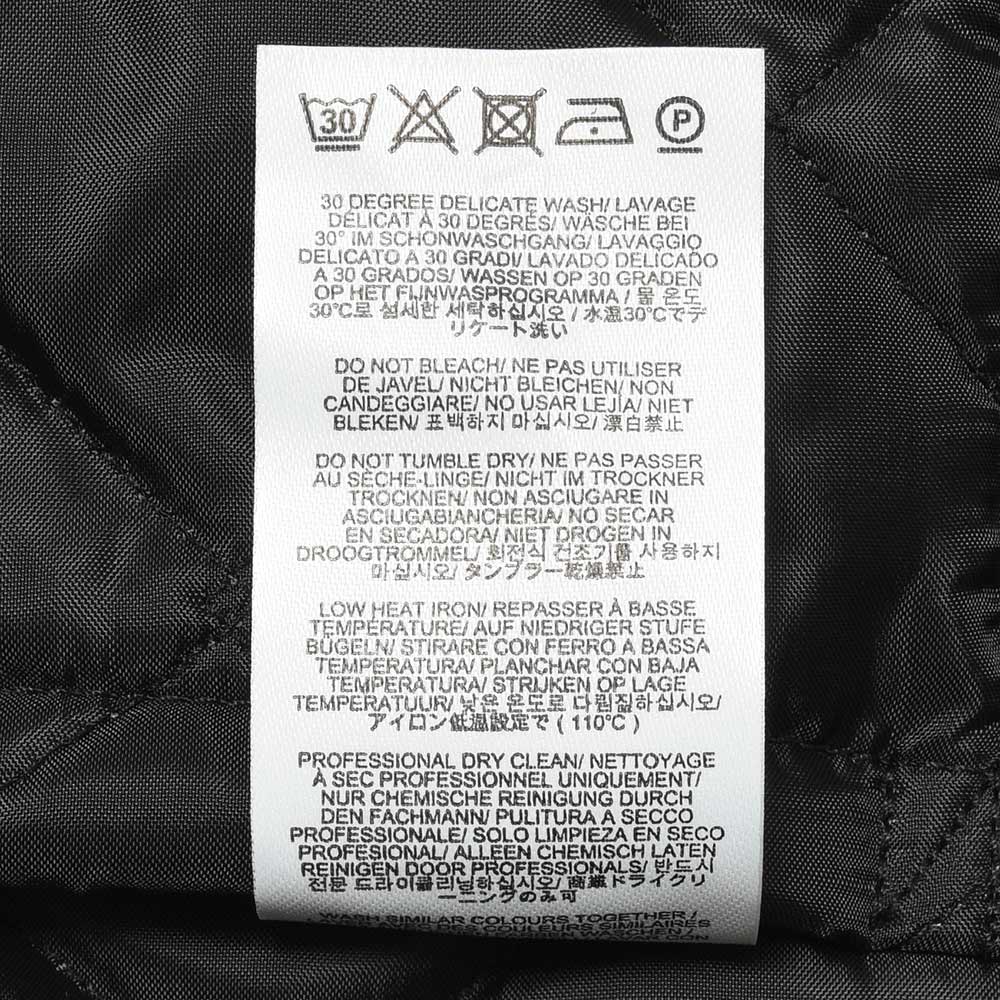 30
P
30 DEGREE DELICATE WASH/ LAVAGE
DÉLICAT À 30 DEGRÉS/ WÄSCHE BEI
30° IM SCHONWASCHGANG/ LAVAGGIO
DELICATO A 30 GRADI/ LAVADO DELICADO
A 30 GRADOS/ WASSEN OP 30 GRADEN
OP HET FIJNWASPROGRAMMA / 물 온도
30℃로 섬세한 세탁하십시오 / 水温30℃でデ
リケート洗い
DO NOT BLEACH/ NE PAS UTILISER
DE JAVEL/ NICHT BLEICHEN/ NON
CANDEGGIARE/ NO USAR LEJÍA/ NIET
BLEKEN/ 표백하지 마십시오/ 漂白禁止
DO NOT TUMBLE DRY/ NE PAS PASSER
AU SÈCHE-LINGE/ NICHT IM TROCKNER
TROCKNEN/ NON ASCIUGARE IN
ASCIUGABIANCHERIA/ NO SECAR
EN SECADORA/ NIET DROGEN IN
DROOGTROMMEL/ 회전식 건조기를 사용하지
마십시오/ タンブラー乾燥禁止
LOW HEAT IRON/ REPASSER À BASSE
TEMPÉRATURE/ AUF NIEDRIGER STUFE
BÜGELN/ STIRARE CON FERRO A BASSA
TEMPERATURA/ PLANCHAR CON BAJA
TEMPERATURA/ STRIJKEN OP LAGE
TEMPERATUUR/ 낮은 온도로 다림질하십시오/
アイロン低温設定で ( 110℃ )
PROFESSIONAL DRY CLEAN/ NETTOYAGE
À SEC PROFESSIONNEL UNIQUEMENT/
NUR CHEMISCHE REINIGUNG DURCH
DEN FACHMANN/ PULITURA A SECCO
PROFESSIONALE/ SOLO LIMPIEZA EN SECO
PROFESIONAL/ ALLEEN CHEMISCH LATEN
REINIGEN DOOR PROFESSIONALS/ 반드시
전문 드라이클리닝하십시오/ 商業ドライクリ
ーニングのみ可
WASH SIMILAR COLOURS TOGETHER /
AVEC DES COULEURS SIMILAIRES
WASCHEN /